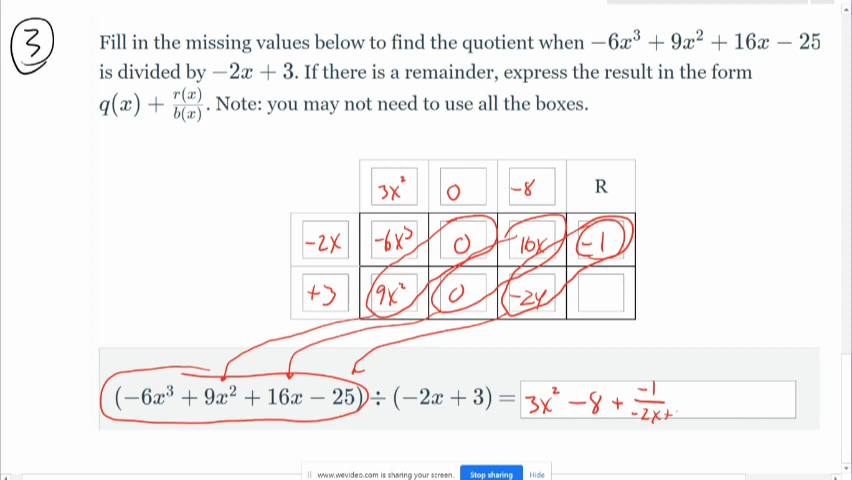 3
Fill in the missing values below to find the quotient when −6x³ + 9x² + 16x − 25
is divided by −2x + 3. If there is a remainder, express the result in the form
q(x) + r(x)/b(x). Note: you may not need to use all the boxes.
3x² 0 -8 R
-2x -6x³ 0 16x -1
+3 9x² 0 -24
(−6x³ + 9x² + 16x − 25) ÷ (−2x + 3) = 3x² - 8 + -1/-2x+
|| www.wevideo.com is sharing your screen. Stop sharing Hide